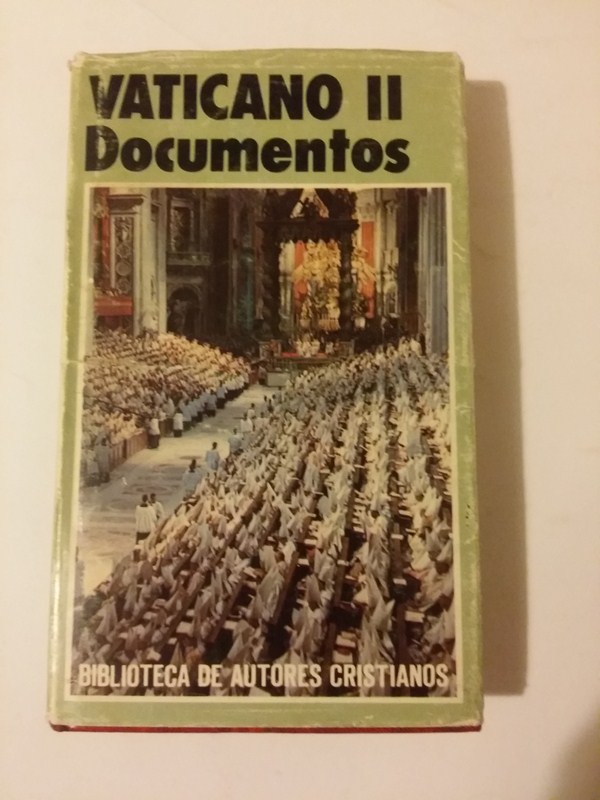 VATICANO II
Documentos
BIBLIOTECA DE AUTORES CRISTIANOS